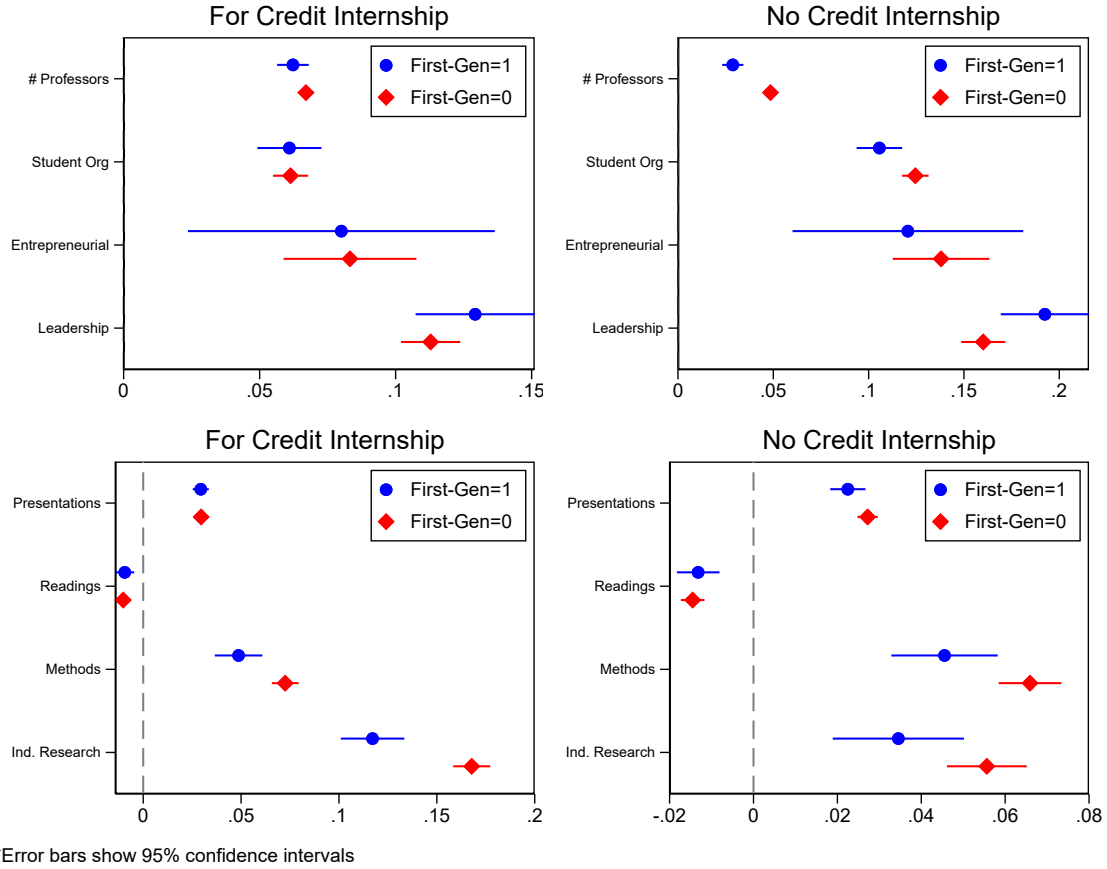 For Credit Internship
First-Gen=1
First-Gen=0
# Professors
Student Org
Entrepreneurial
Leadership
0 .05 .1 .15
No Credit Internship
First-Gen=1
First-Gen=0
# Professors
Student Org
Entrepreneurial
Leadership
0 .05 .1 .15 .2
For Credit Internship
First-Gen=1
First-Gen=0
Presentations
Readings
Methods
Ind. Research
0 .05 .1 .15 .2
No Credit Internship
First-Gen=1
First-Gen=0
Presentations
Readings
Methods
Ind. Research
-.02 0 .02 .04 .06 .08
Error bars show 95% confidence intervals